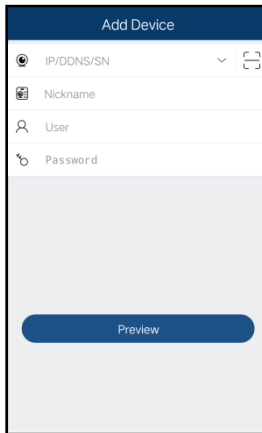 Add Device
IP/DDNS/SN
Nickname
User
Password
Preview